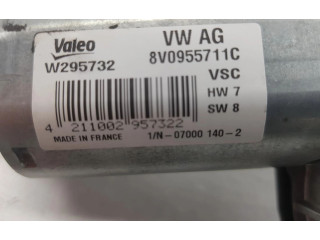 Valeo VW AG
W295732 8V0955711C
VSC
HW 7
SW 8
4 211002 957322
MADE IN FRANCE 1/N-07000 140-2